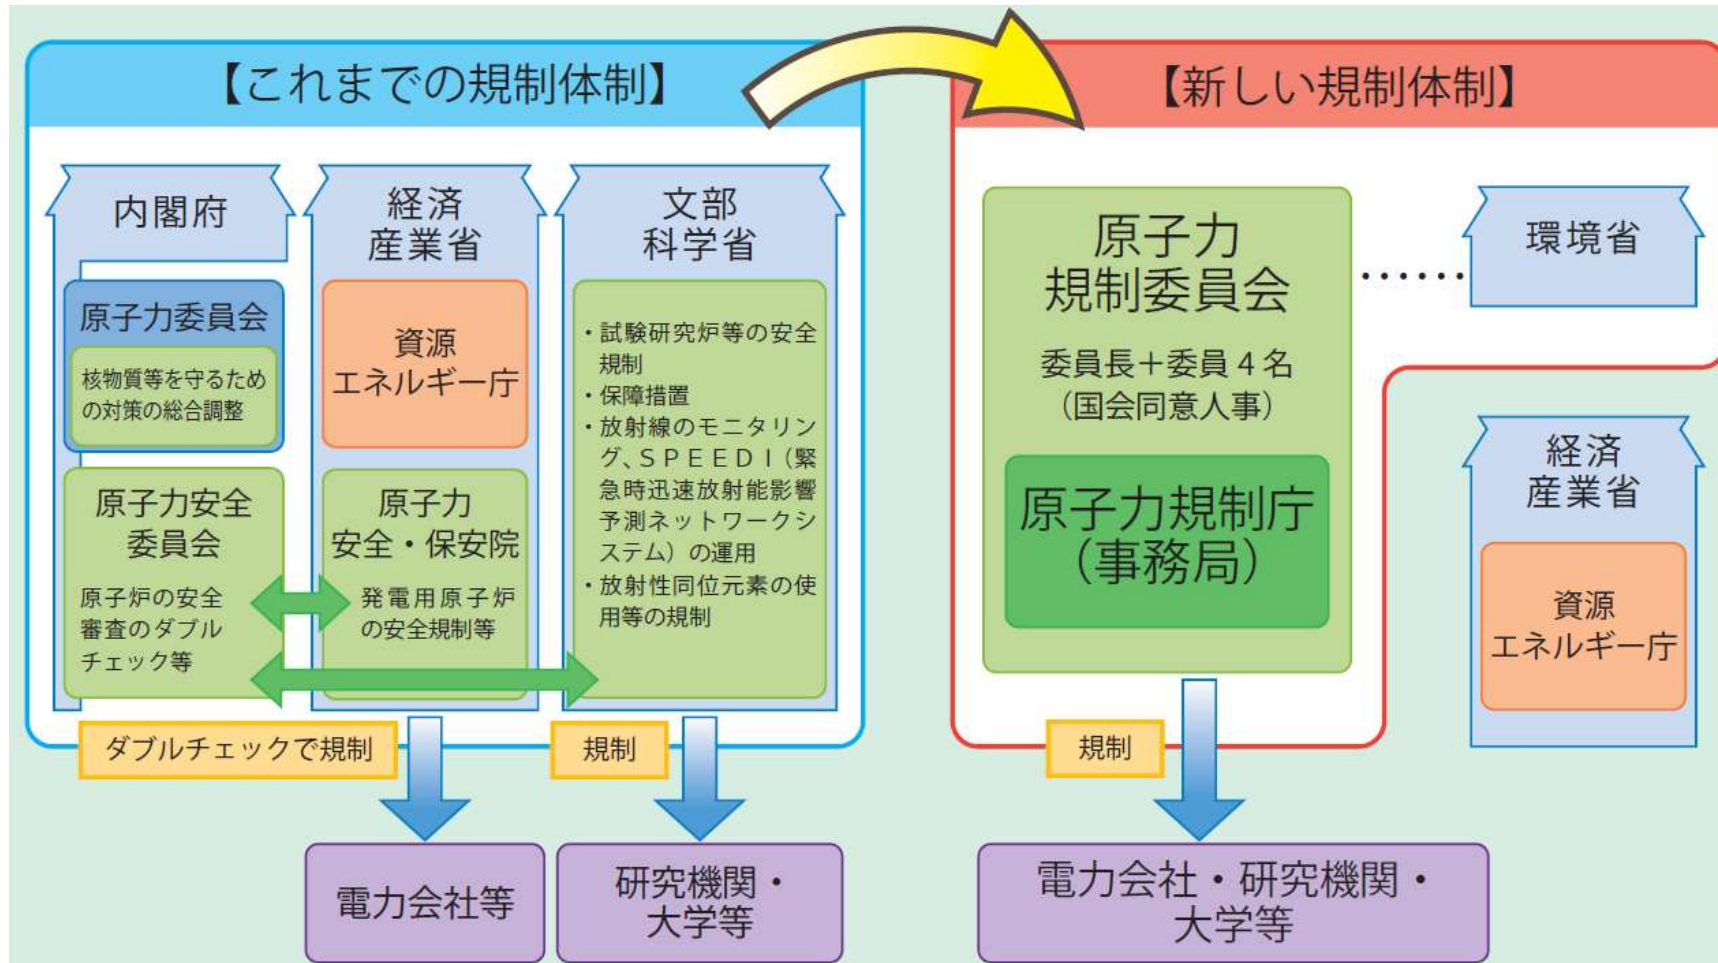 【これまでの規制体制】
内閣府
原子力委員会
核物質等を守るため
の対策の総合調整
原子力安全
委員会
原子炉の安全
審査のダブル
チェック等
経済
産業省
資源
エネルギー庁
原子力
安全・保安院
発電用原子炉
の安全規制等
文部
科学省
・試験研究炉等の安全
規制
・保障措置
・放射線のモニタリン
グ、ＳＰＥＥＤＩ（緊
急時迅速放射能影響
予測ネットワークシ
ステム）の運用
・放射性同位元素の使
用等の規制
ダブルチェックで規制
規制
電力会社等
研究機関・
大学等
【新しい規制体制】
原子力
規制委員会
委員長＋委員４名
（国会同意人事）
原子力規制庁
（事務局）
……
環境省
経済
産業省
資源
エネルギー庁
規制
電力会社・研究機関・
大学等